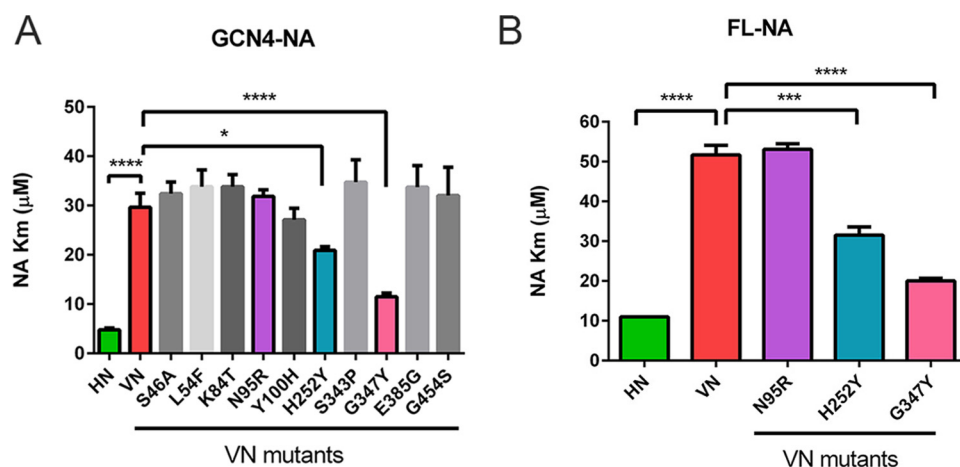 A
GCN4-NA
NA Km (μM)
50
40
30
20
10
0
****
*
****
HN
VN
S46A
L54F
K84T
N95R
Y100H
H252Y
S343P
G347Y
E385G
G454S
VN mutants
B
FL-NA
NA Km (μM)
60
50
40
30
20
10
0
****
***
****
HN
VN
N95R
H252Y
G347Y
VN mutants